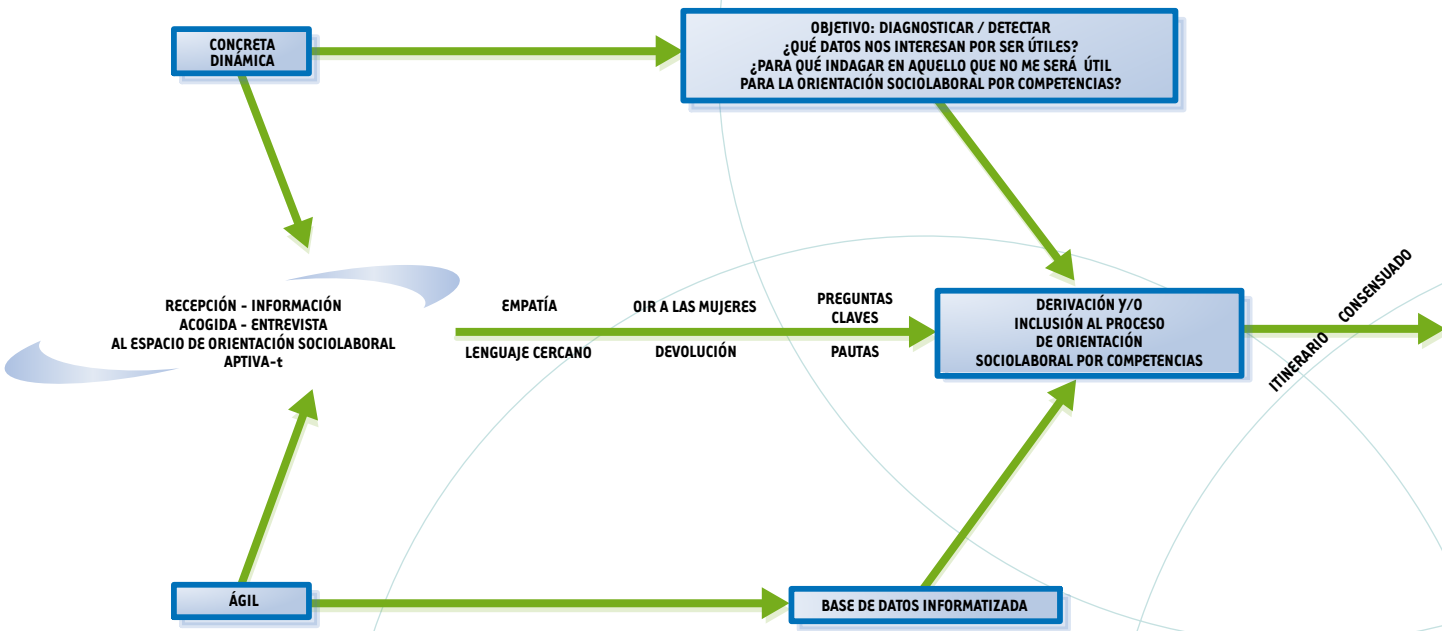 CONCRETA
DINÁMICA
OBJETIVO: DIAGNOSTICAR / DETECTAR
¿QUÉ DATOS NOS INTERESAN POR SER ÚTILES?
¿PARA QUÉ INDAGAR EN AQUELLO QUE NO ME SERÁ ÚTIL
PARA LA ORIENTACIÓN SOCIOLABORAL POR COMPETENCIAS?
RECEPCIÓN - INFORMACIÓN
ACOGIDA - ENTREVISTA
AL ESPACIO DE ORIENTACIÓN SOCIOLABORAL
APTIVA-t
EMPATÍA
OIR A LAS MUJERES
PREGUNTAS
CLAVES
LENGUAJE CERCANO
DEVOLUCIÓN
PAUTAS
DERIVACIÓN Y/O
INCLUSIÓN AL PROCESO
DE ORIENTACIÓN
SOCIOLABORAL POR COMPETENCIAS
ITINERARIO CONSENSUADO
ÁGIL
BASE DE DATOS INFORMATIZADA